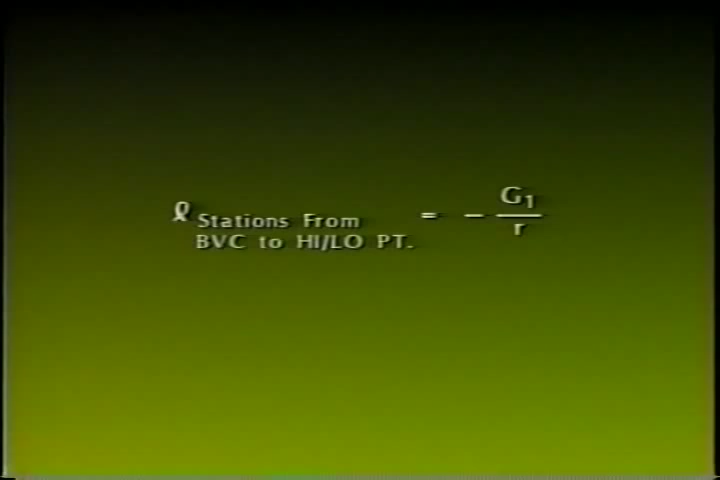 ℓ Stations From BVC to HI/LO PT. = - G₁/r